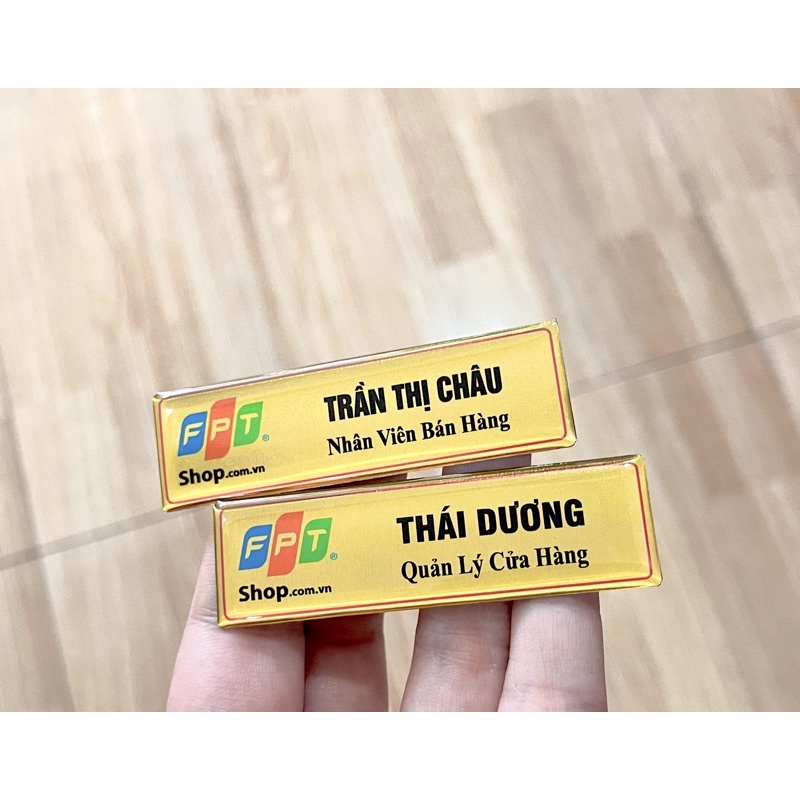 FPT®
Shop.com.vn
TRẦN THỊ CHÂU
Nhân Viên Bán Hàng
FPT®
Shop.com.vn
THÁI DƯƠNG
Quản Lý Cửa Hàng